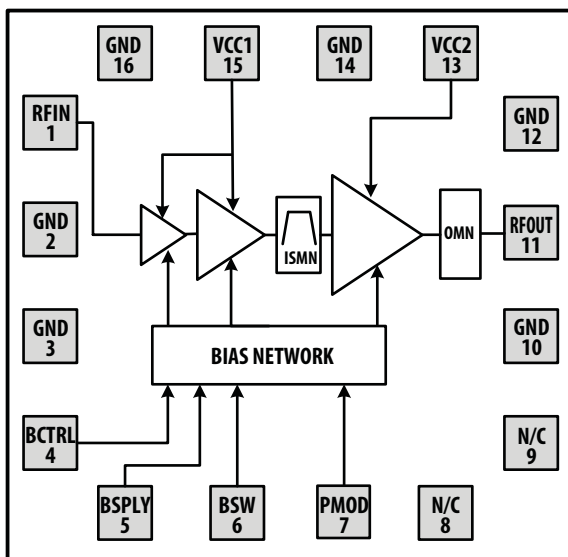 GND
16
VCC1
15
GND
14
VCC2
13
RFIN
1
GND
12
GND
2
ISMN
OMN
RFOUT
11
GND
3
BIAS NETWORK
GND
10
BCTRL
4
N/C
9
BSPLY
5
BSW
6
PMOD
7
N/C
8